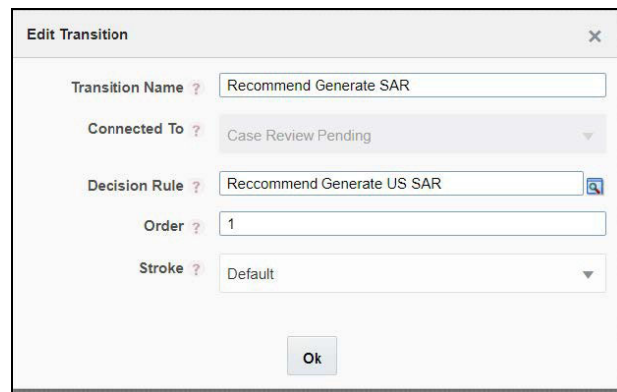 Edit Transition
Transition Name ? Recommend Generate SAR
Connected To ? Case Review Pending
Decision Rule ? Reccommend Generate US SAR
Order ? 1
Stroke ? Default
Ok